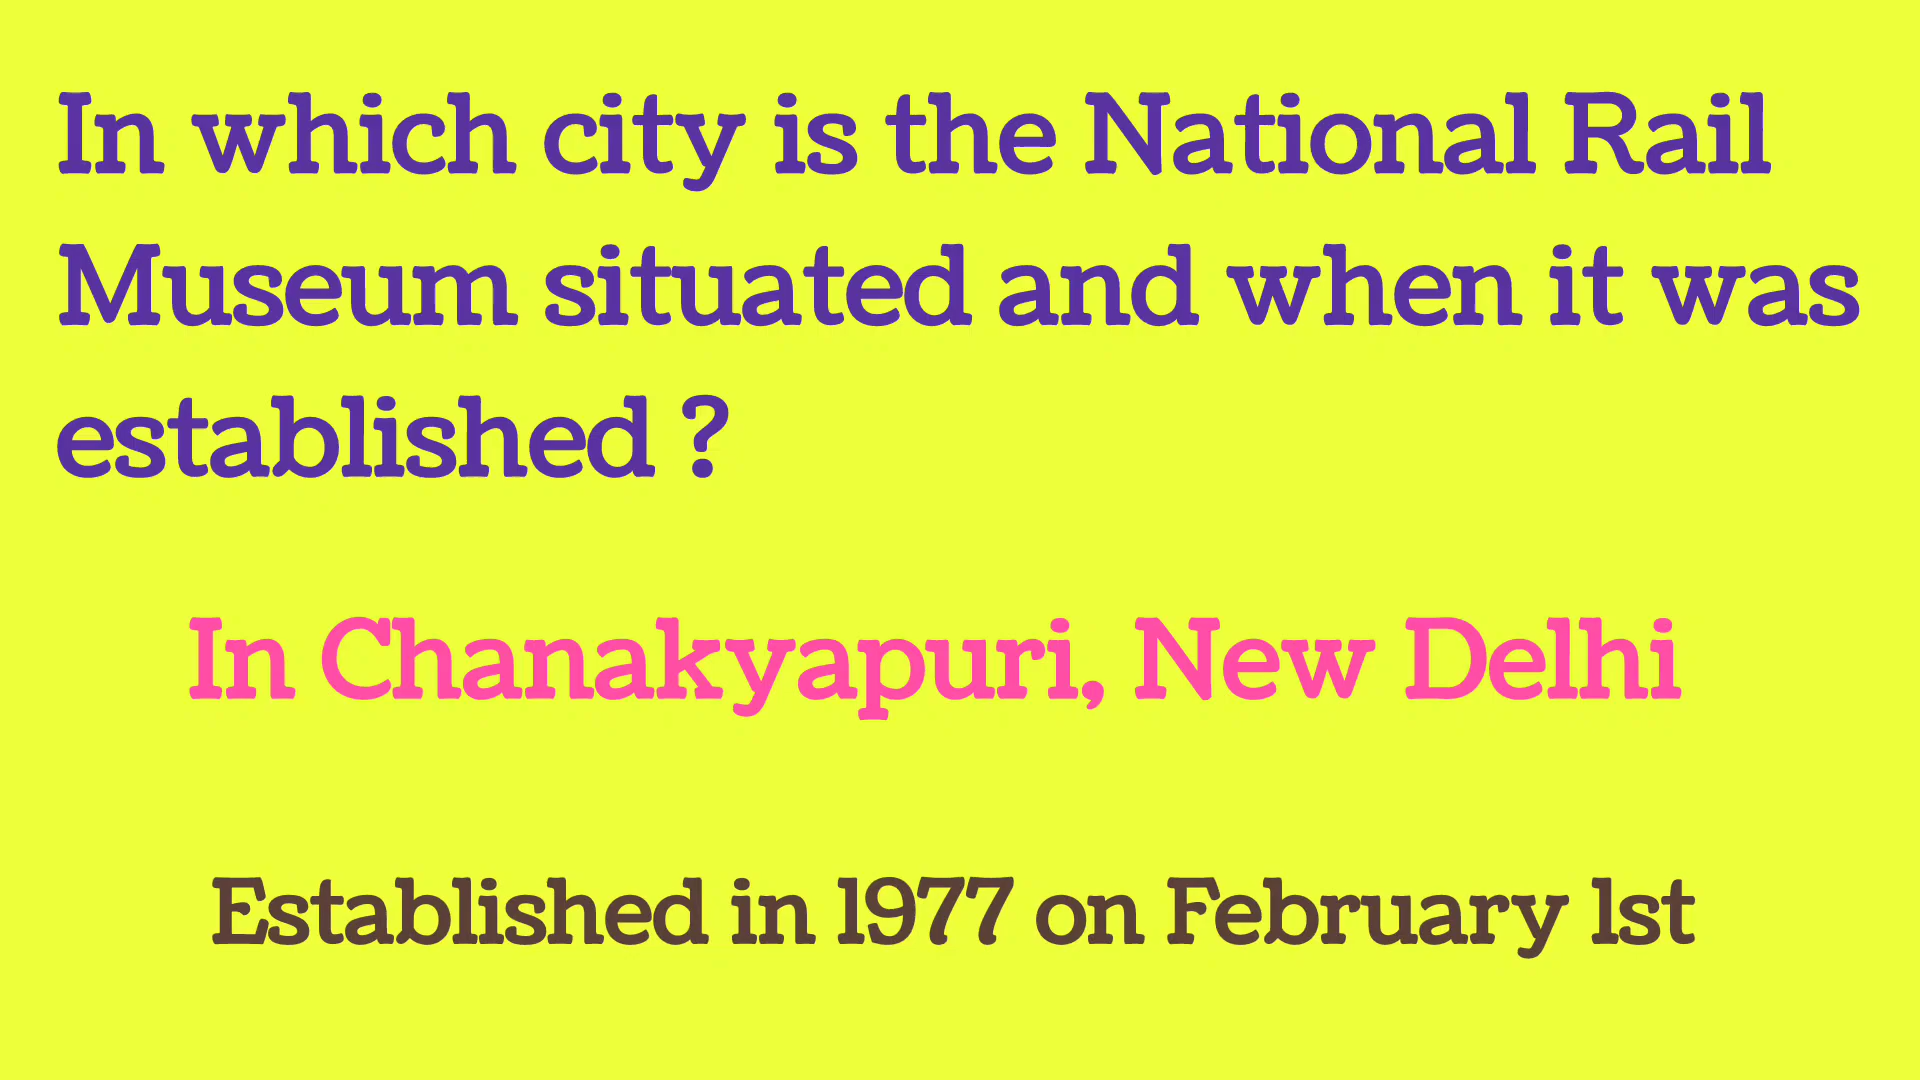 In which city is the National Rail
Museum situated and when it was
established ?
In Chanakyapuri, New Delhi
Established in 1977 on February 1st